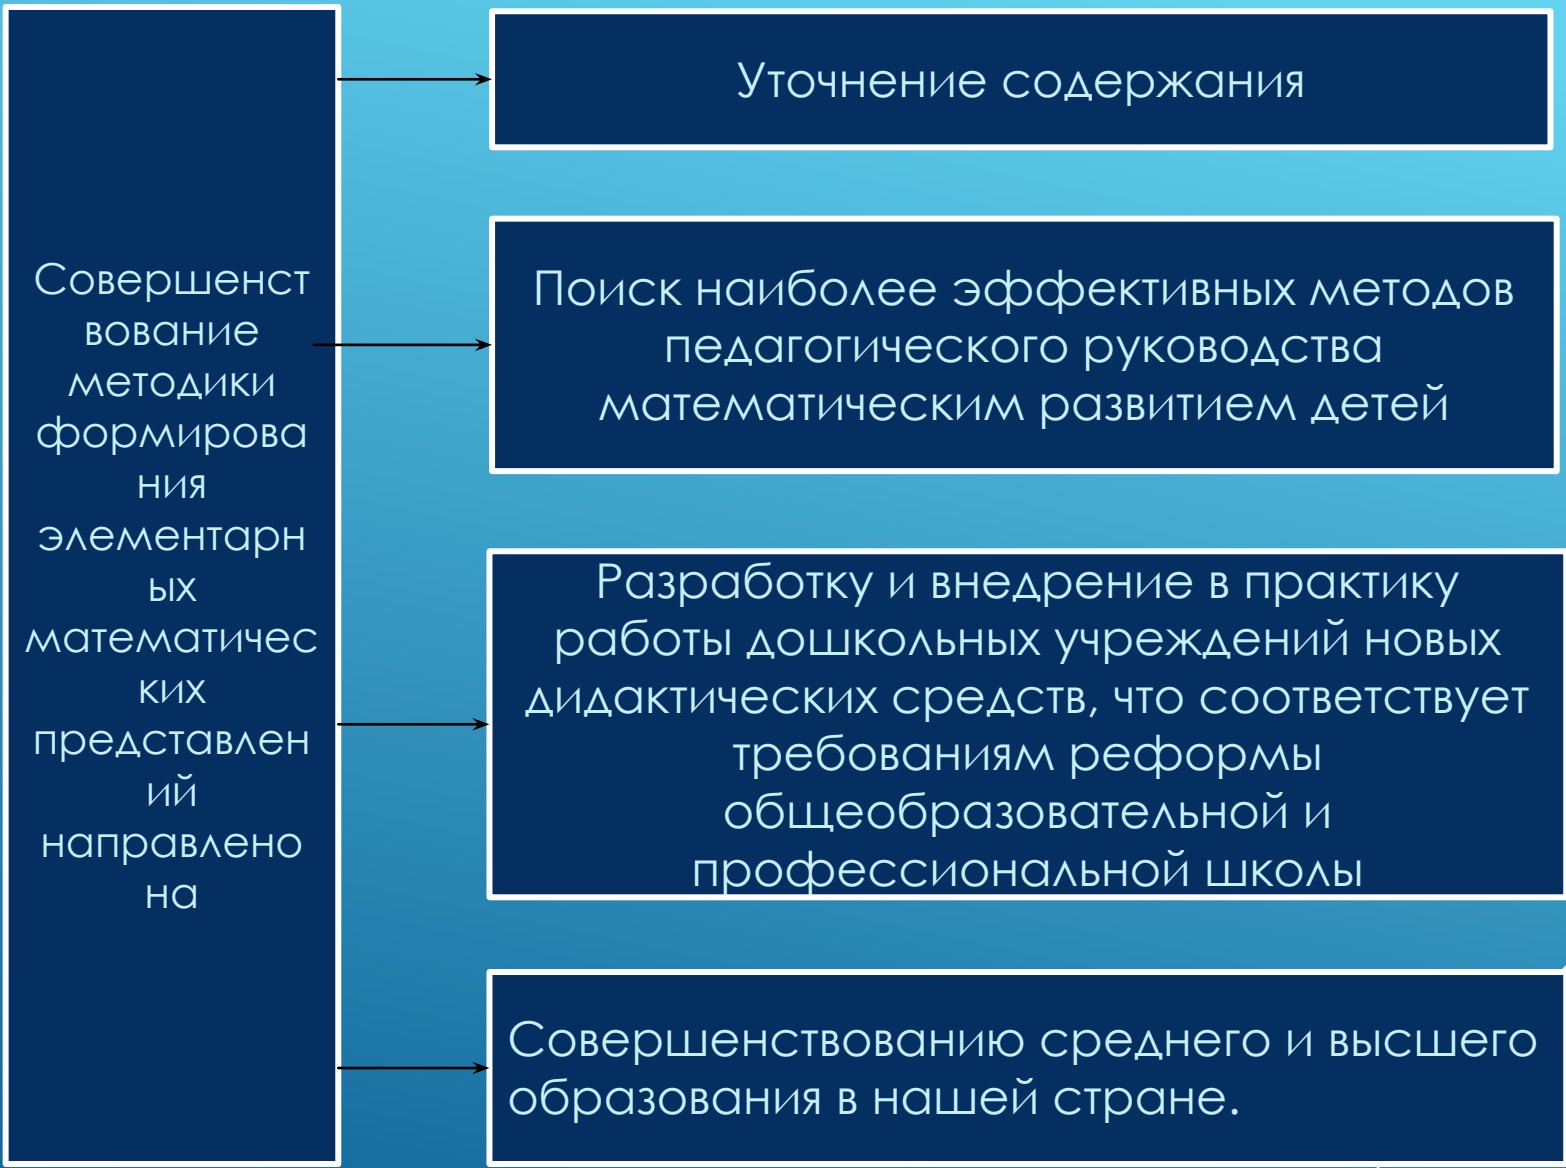 Совершенст
вование
методики
формирова
ния
элементарн
ых
математичес
ких
представлен
ий
направлено
на
Уточнение содержания
Поиск наиболее эффективных методов
педагогического руководства
математическим развитием детей
Разработку и внедрение в практику
работы дошкольных учреждений новых
дидактических средств, что соответствует
требованиям реформы
общеобразовательной и
профессиональной школы
Совершенствованию среднего и высшего
образования в нашей стране.